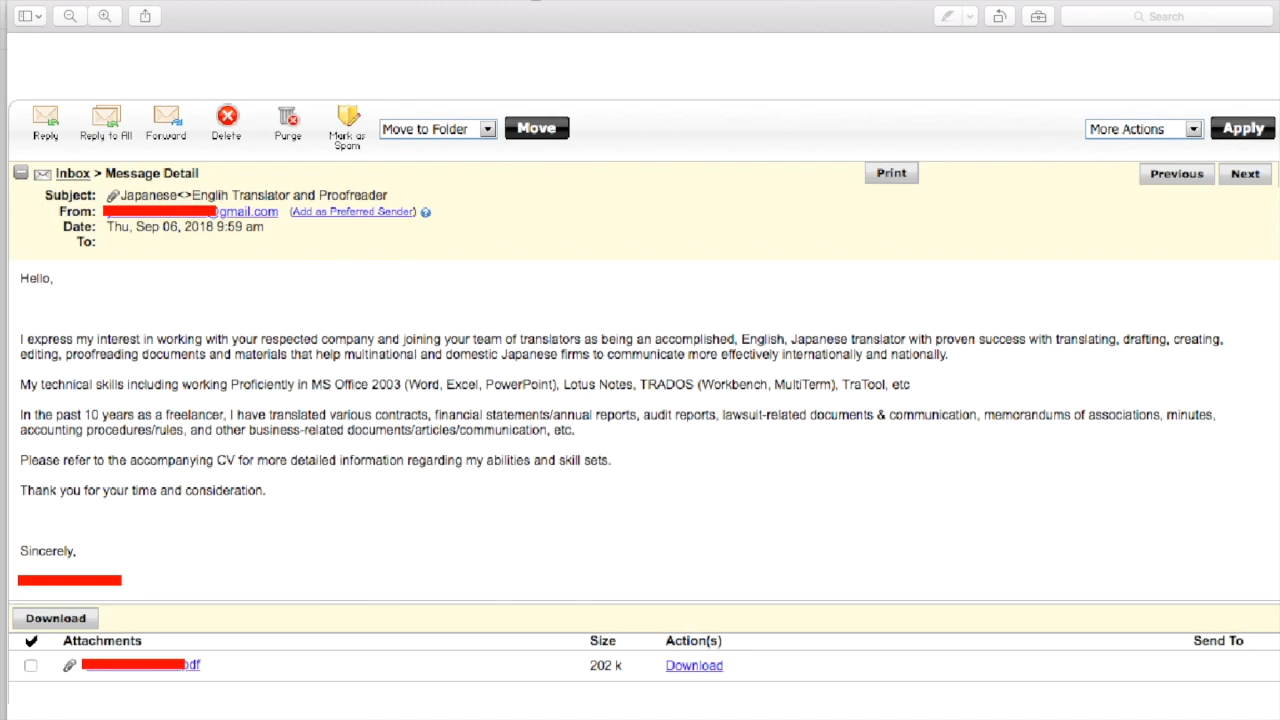 Search
Reply
Reply to All
Forward
Delete
Purge
Mark as Spam
Move to Folder
Move
More Actions
Apply
Inbox > Message Detail
Print
Previous
Next
Subject: Japanese<>Englih Translator and Proofreader
From: @gmail.com (Add as Preferred Sender)
Date: Thu, Sep 06, 2018 9:59 am
To:
Hello,
I express my interest in working with your respected company and joining your team of translators as being an accomplished, English, Japanese translator with proven success with translating, drafting, creating,
editing, proofreading documents and materials that help multinational and domestic Japanese firms to communicate more effectively internationally and nationally.
My technical skills including working Proficiently in MS Office 2003 (Word, Excel, PowerPoint), Lotus Notes, TRADOS (Workbench, MultiTerm), TraTool, etc
In the past 10 years as a freelancer, I have translated various contracts, financial statements/annual reports, audit reports, lawsuit-related documents & communication, memorandums of associations, minutes,
accounting procedures/rules, and other business-related documents/articles/communication, etc.
Please refer to the accompanying CV for more detailed information regarding my abilities and skill sets.
Thank you for your time and consideration.
Sincerely,
Download
Attachments Size Action(s) Send To
pdf 202 k Download